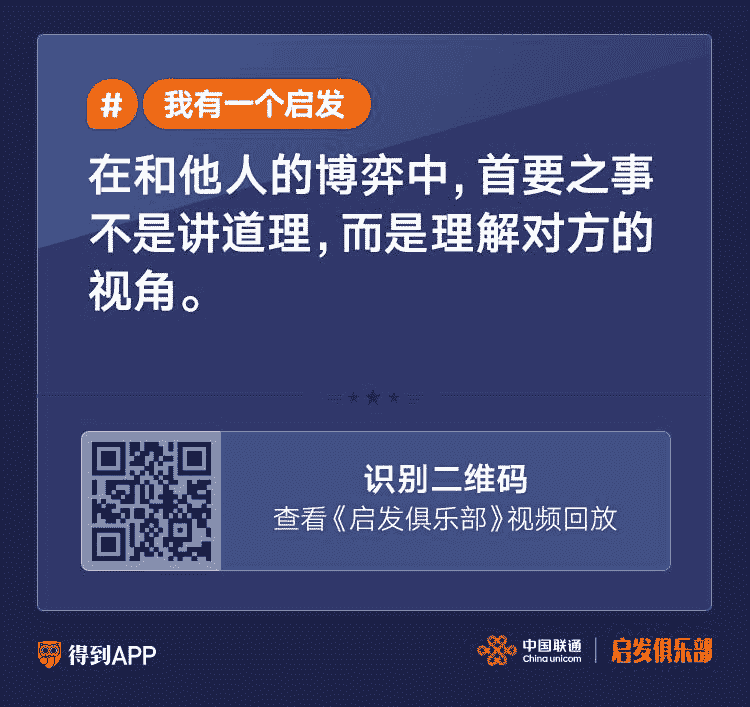 # 我有一个启发
在和他人的博弈中，首要之事
不是讲道理，而是理解对方的
视角。
识别二维码
查看《启发俱乐部》视频回放
得到APP
中国联通
China unicom
启发俱乐部